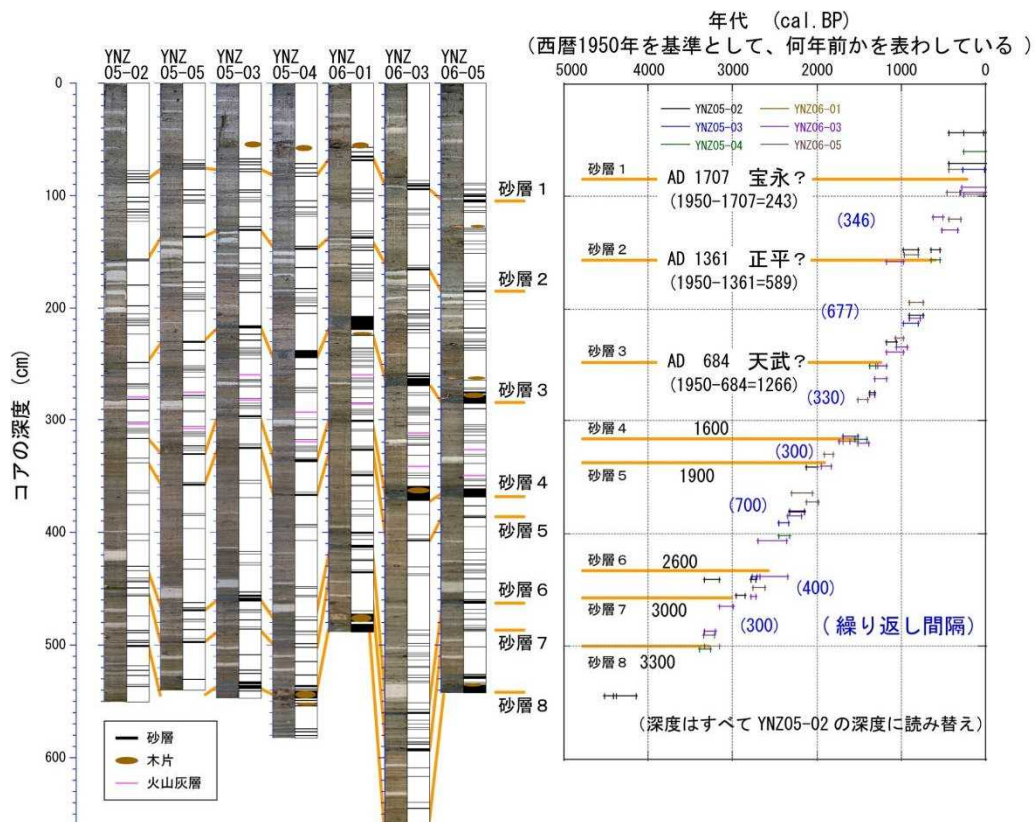 YNZ 05-02
YNZ 05-05
YNZ 05-03
YNZ 05-04
YNZ 06-01
YNZ 06-03
YNZ 06-05
0
100
200
300
400
500
600
コアの深度 (cm)
砂層 1
砂層 2
砂層 3
砂層 4
砂層 5
砂層 6
砂層 7
砂層 8
砂層
木片
火山灰層
年代 (cal.BP)
(西暦1950年を基準として、何年前かを表わしている )
5000 4000 3000 2000 1000 0
YNZ05-02 YNZ06-01
YNZ05-03 YNZ06-03
YNZ05-04 YNZ06-05
砂層 1 AD 1707 宝永?
(1950-1707=243)
(346)
砂層 2 AD 1361 正平?
(1950-1361=589)
(677)
砂層 3 AD 684 天武?
(1950-684=1266)
(330)
砂層 4 1600
(300)
砂層 5 1900
(700)
砂層 6 2600
(400)
砂層 7 3000
(300) (繰り返し間隔)
砂層 8 3300
(深度はすべて YNZ05-02 の深度に読み替え)